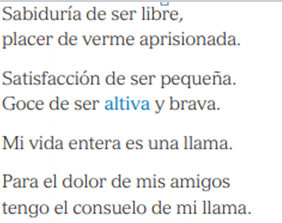 Sabiduría de ser libre,
placer de verme aprisionada.
Satisfacción de ser pequeña.
Goce de ser altiva y brava.
Mi vida entera es una llama.
Para el dolor de mis amigos
tengo el consuelo de mi llama.